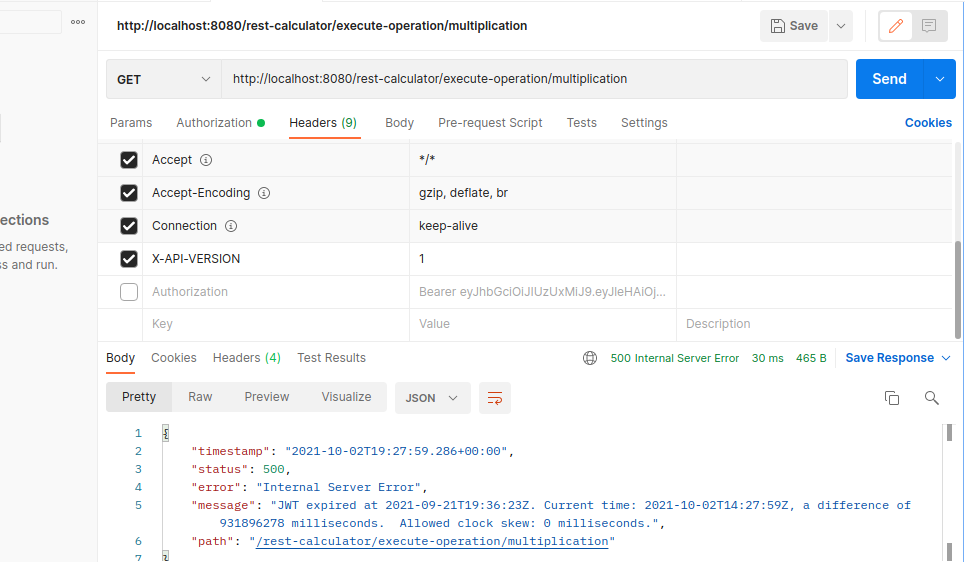 http://localhost:8080/rest-calculator/execute-operation/multiplication
Save
GET
http://localhost:8080/rest-calculator/execute-operation/multiplication
Send
Params Authorization Headers (9) Body Pre-request Script Tests Settings Cookies
Accept */*
Accept-Encoding gzip, deflate, br
Connection keep-alive
X-API-VERSION 1
Authorization Bearer eyJhbGciOiJIUzUxMiJ9.eyJleHAiOj...
Key Value Description
ections
ed requests,
ss and run.
Body Cookies Headers (4) Test Results 500 Internal Server Error 30 ms 465 B Save Response
Pretty Raw Preview Visualize JSON
1 {
2 "timestamp": "2021-10-02T19:27:59.286+00:00",
3 "status": 500,
4 "error": "Internal Server Error",
5 "message": "JWT expired at 2021-09-21T19:36:23Z. Current time: 2021-10-02T14:27:59Z, a difference of
931896278 milliseconds.  Allowed clock skew: 0 milliseconds.",
6 "path": "/rest-calculator/execute-operation/multiplication"
7 }